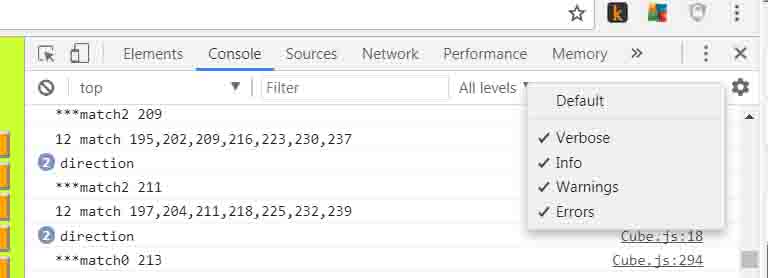 k
Elements Console Sources Network Performance Memory »
top ▼ Filter All levels ▼
Default
✓ Verbose
✓ Info
✓ Warnings
✓ Errors
***match2 209
12 match 195,202,209,216,223,230,237
2 direction
***match2 211
12 match 197,204,211,218,225,232,239
2 direction Cube.js:18
***match0 213 Cube.js:294